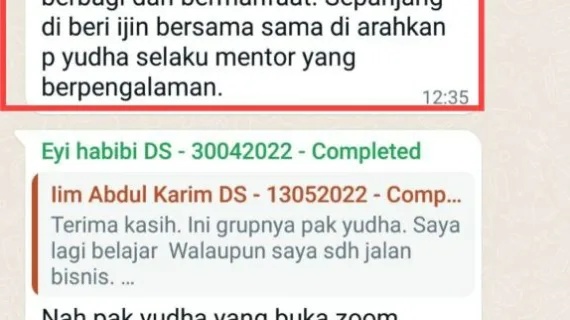 berbagi dan bermanfaat. Sepanjang
di beri ijin bersama sama di arahkan
p yudha selaku mentor yang
berpengalaman.
12:35
Eyi habibi DS - 30042022 - Completed
Iim Abdul Karim DS - 13052022 - Comp...
Terima kasih. Ini grupnya pak yudha. Saya
lagi belajar Walaupun saya sdh jalan
bisnis. ...
Nah pak yudha yang buka zoom